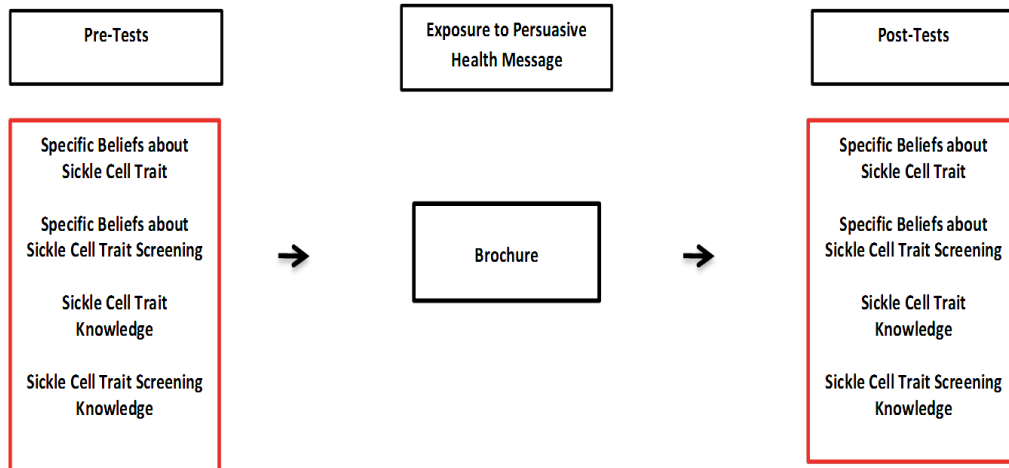 Pre-Tests
Exposure to Persuasive
Health Message
Post-Tests
Specific Beliefs about
Sickle Cell Trait
Specific Beliefs about
Sickle Cell Trait Screening
Sickle Cell Trait
Knowledge
Sickle Cell Trait Screening
Knowledge
Brochure
Specific Beliefs about
Sickle Cell Trait
Specific Beliefs about
Sickle Cell Trait Screening
Sickle Cell Trait
Knowledge
Sickle Cell Trait Screening
Knowledge